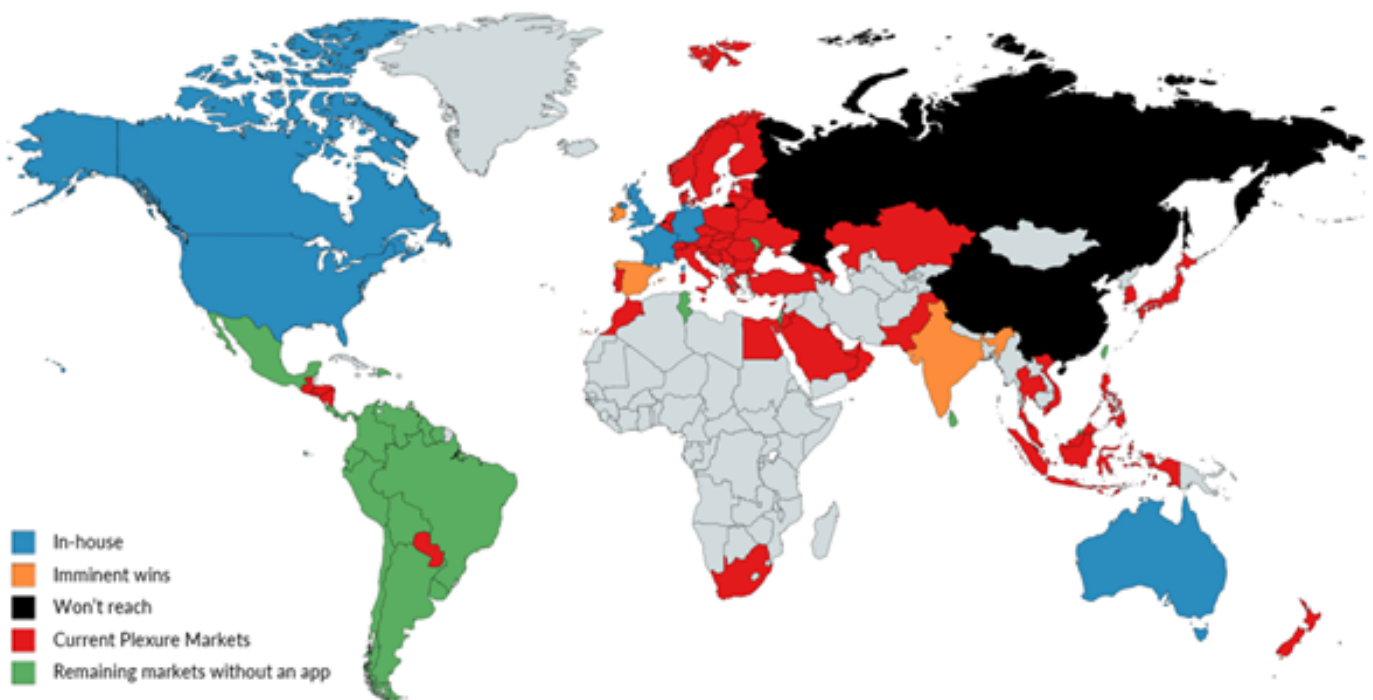 In-house
Imminent wins
Won't reach
Current Plexure Markets
Remaining markets without an app